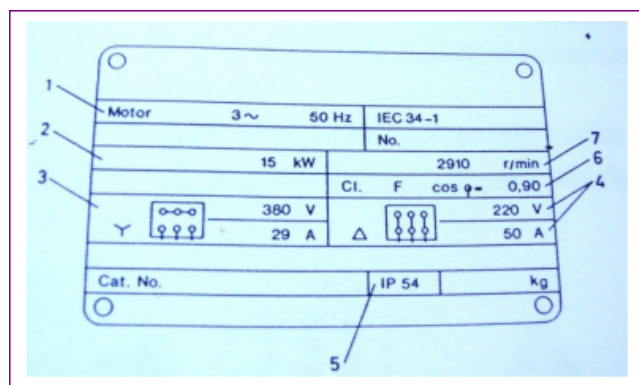 1 Motor 3~ 50 Hz IEC 34-1
No.
2 15 kW 2910 r/min 7
Cl. F cos φ= 0,90 6
3 380 V 220 V 4
Y 29 A Δ 50 A
Cat. No. IP 54 kg
5